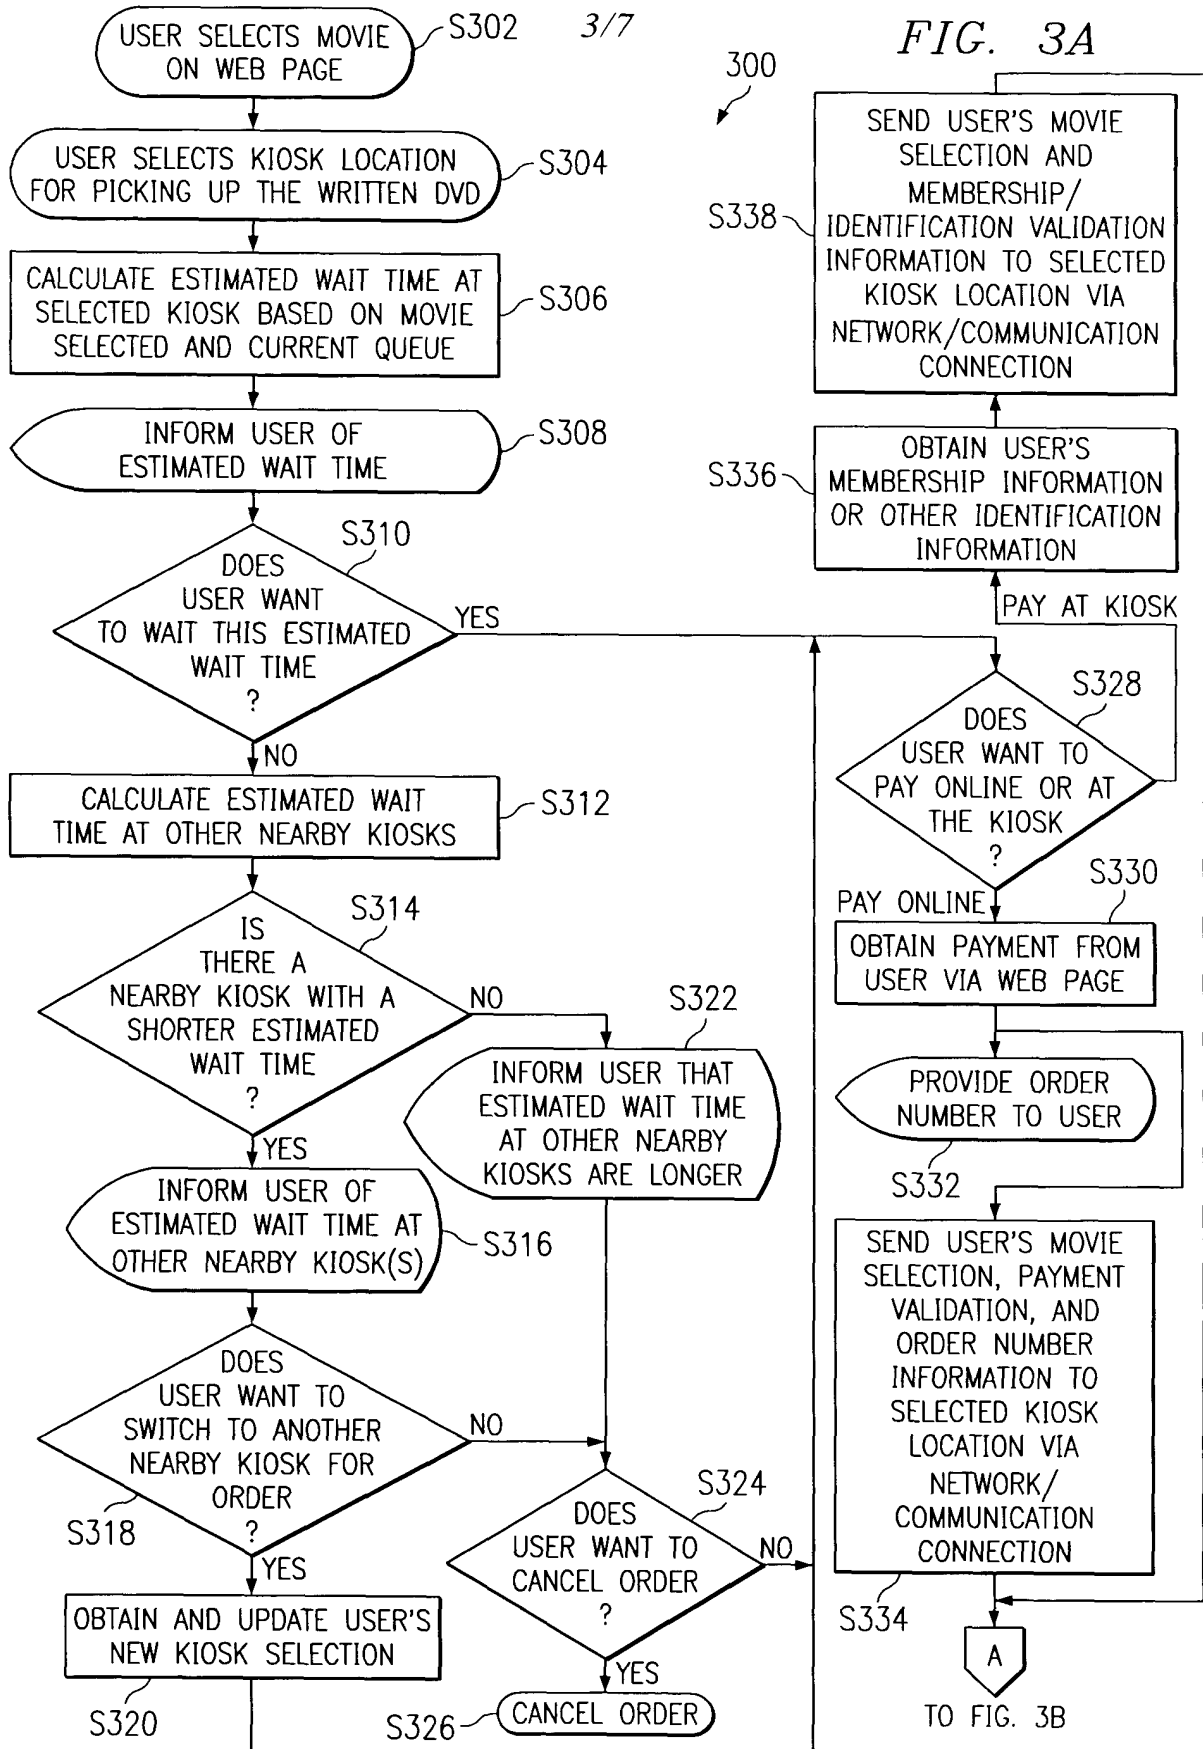 3/7
FIG. 3A
300
USER SELECTS MOVIE
ON WEB PAGE
S302
USER SELECTS KIOSK LOCATION
FOR PICKING UP THE WRITTEN DVD
S304
CALCULATE ESTIMATED WAIT TIME AT
SELECTED KIOSK BASED ON MOVIE
SELECTED AND CURRENT QUEUE
S306
INFORM USER OF
ESTIMATED WAIT TIME
S308
S310
DOES
USER WANT
TO WAIT THIS ESTIMATED
WAIT TIME
?
YES
NO
CALCULATE ESTIMATED WAIT
TIME AT OTHER NEARBY KIOSKS
S312
S314
IS
THERE A
NEARBY KIOSK WITH A
SHORTER ESTIMATED
WAIT TIME
?
NO
YES
S322
INFORM USER THAT
ESTIMATED WAIT TIME
AT OTHER NEARBY
KIOSKS ARE LONGER
INFORM USER OF
ESTIMATED WAIT TIME AT
OTHER NEARBY KIOSK(S)
S316
DOES
USER WANT TO
SWITCH TO ANOTHER
NEARBY KIOSK FOR
ORDER
?
S318
NO
YES
OBTAIN AND UPDATE USER'S
NEW KIOSK SELECTION
S320
S324
DOES
USER WANT TO
CANCEL ORDER
?
NO
YES
CANCEL ORDER
S326
SEND USER'S MOVIE
SELECTION AND
MEMBERSHIP/
IDENTIFICATION VALIDATION
INFORMATION TO SELECTED
KIOSK LOCATION VIA
NETWORK/COMMUNICATION
CONNECTION
S338
OBTAIN USER'S
MEMBERSHIP INFORMATION
OR OTHER IDENTIFICATION
INFORMATION
S336
PAY AT KIOSK
S328
DOES
USER WANT TO
PAY ONLINE OR AT
THE KIOSK
?
PAY ONLINE
S330
OBTAIN PAYMENT FROM
USER VIA WEB PAGE
PROVIDE ORDER
NUMBER TO USER
S332
SEND USER'S MOVIE
SELECTION, PAYMENT
VALIDATION, AND
ORDER NUMBER
INFORMATION TO
SELECTED KIOSK
LOCATION VIA
NETWORK/
COMMUNICATION
CONNECTION
S334
A
TO FIG. 3B